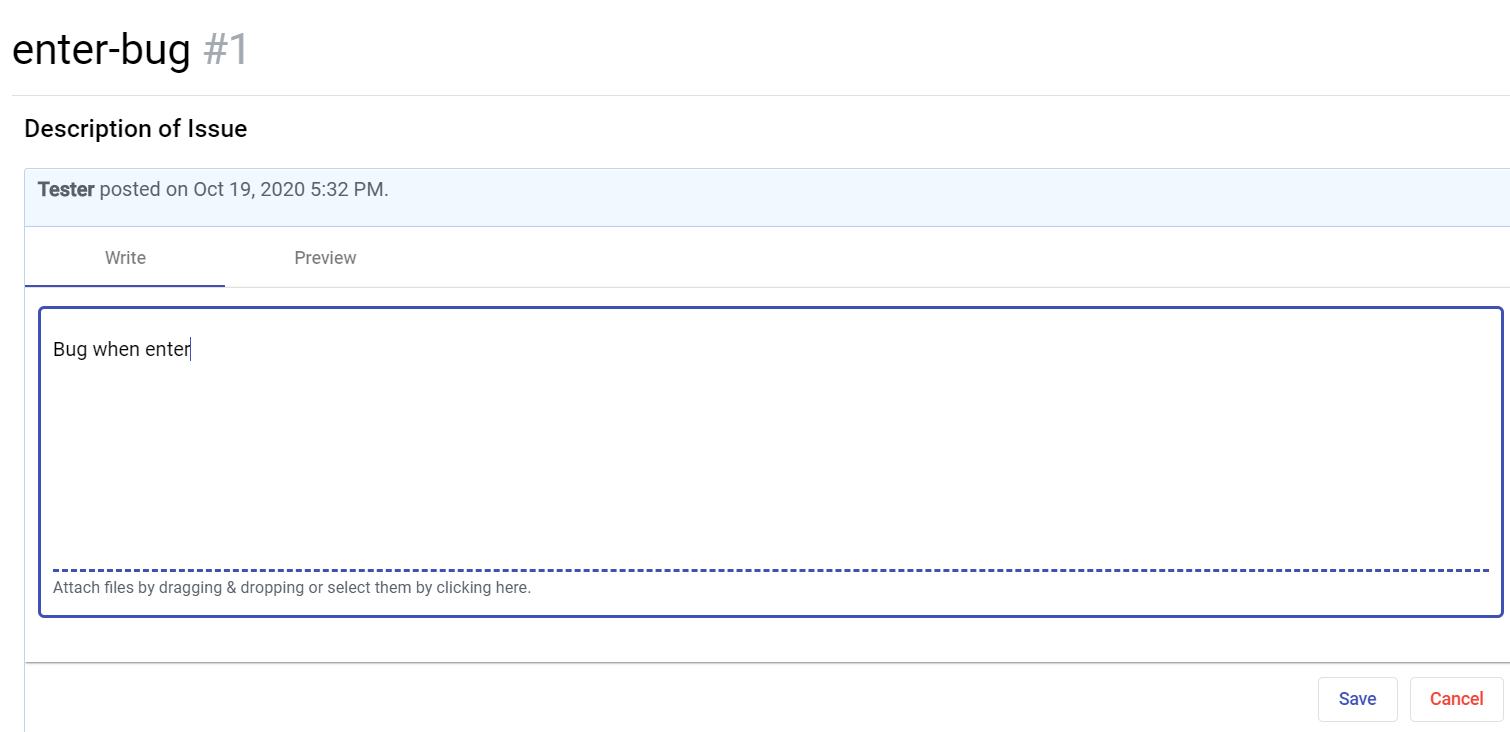 enter-bug #1
Description of Issue
Tester posted on Oct 19, 2020 5:32 PM.
Write Preview
Bug when enter
Attach files by dragging & dropping or select them by clicking here.
Save Cancel